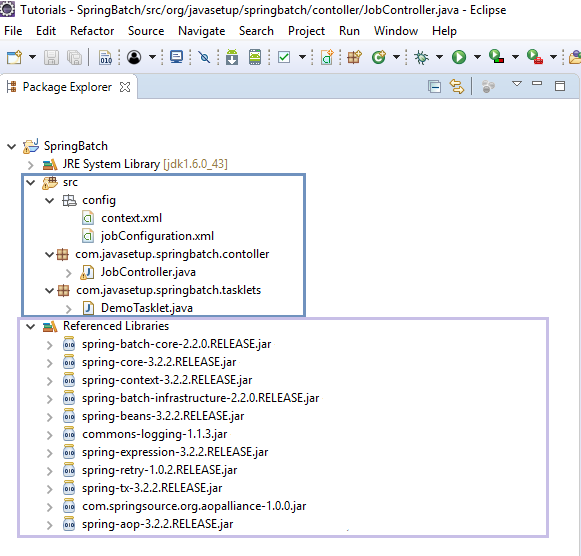 Tutorials - SpringBatch/src/org/javasetup/springbatch/contoller/JobController.java - Eclipse
File Edit Refactor Source Navigate Search Project Run Window Help
Package Explorer
SpringBatch
JRE System Library [jdk1.6.0_43]
src
config
context.xml
jobConfiguration.xml
com.javasetup.springbatch.contoller
JobController.java
com.javasetup.springbatch.tasklets
DemoTasklet.java
Referenced Libraries
spring-batch-core-2.2.0.RELEASE.jar
spring-core-3.2.2.RELEASE.jar
spring-context-3.2.2.RELEASE.jar
spring-batch-infrastructure-2.2.0.RELEASE.jar
spring-beans-3.2.2.RELEASE.jar
commons-logging-1.1.3.jar
spring-expression-3.2.2.RELEASE.jar
spring-retry-1.0.2.RELEASE.jar
spring-tx-3.2.2.RELEASE.jar
com.springsource.org.aopalliance-1.0.0.jar
spring-aop-3.2.2.RELEASE.jar